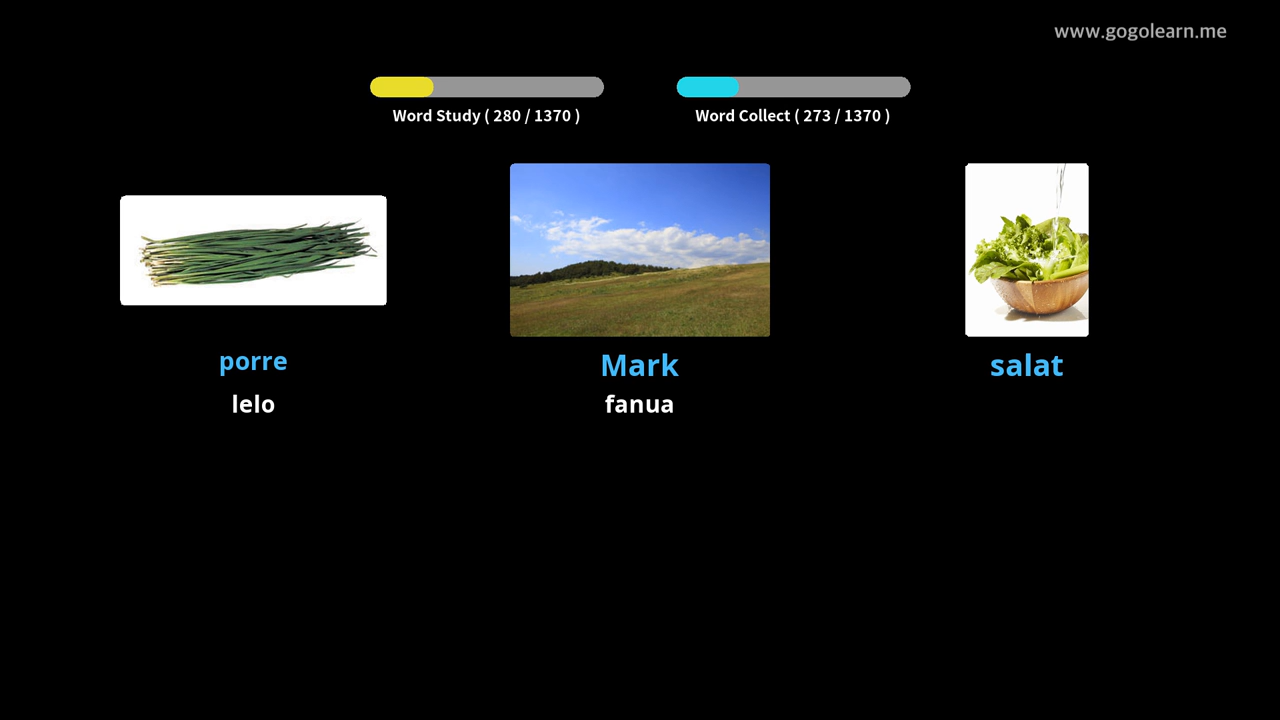 www.gogolearn.me
Word Study ( 280 / 1370 )
Word Collect ( 273 / 1370 )
porre
lelo
Mark
fanua
salat